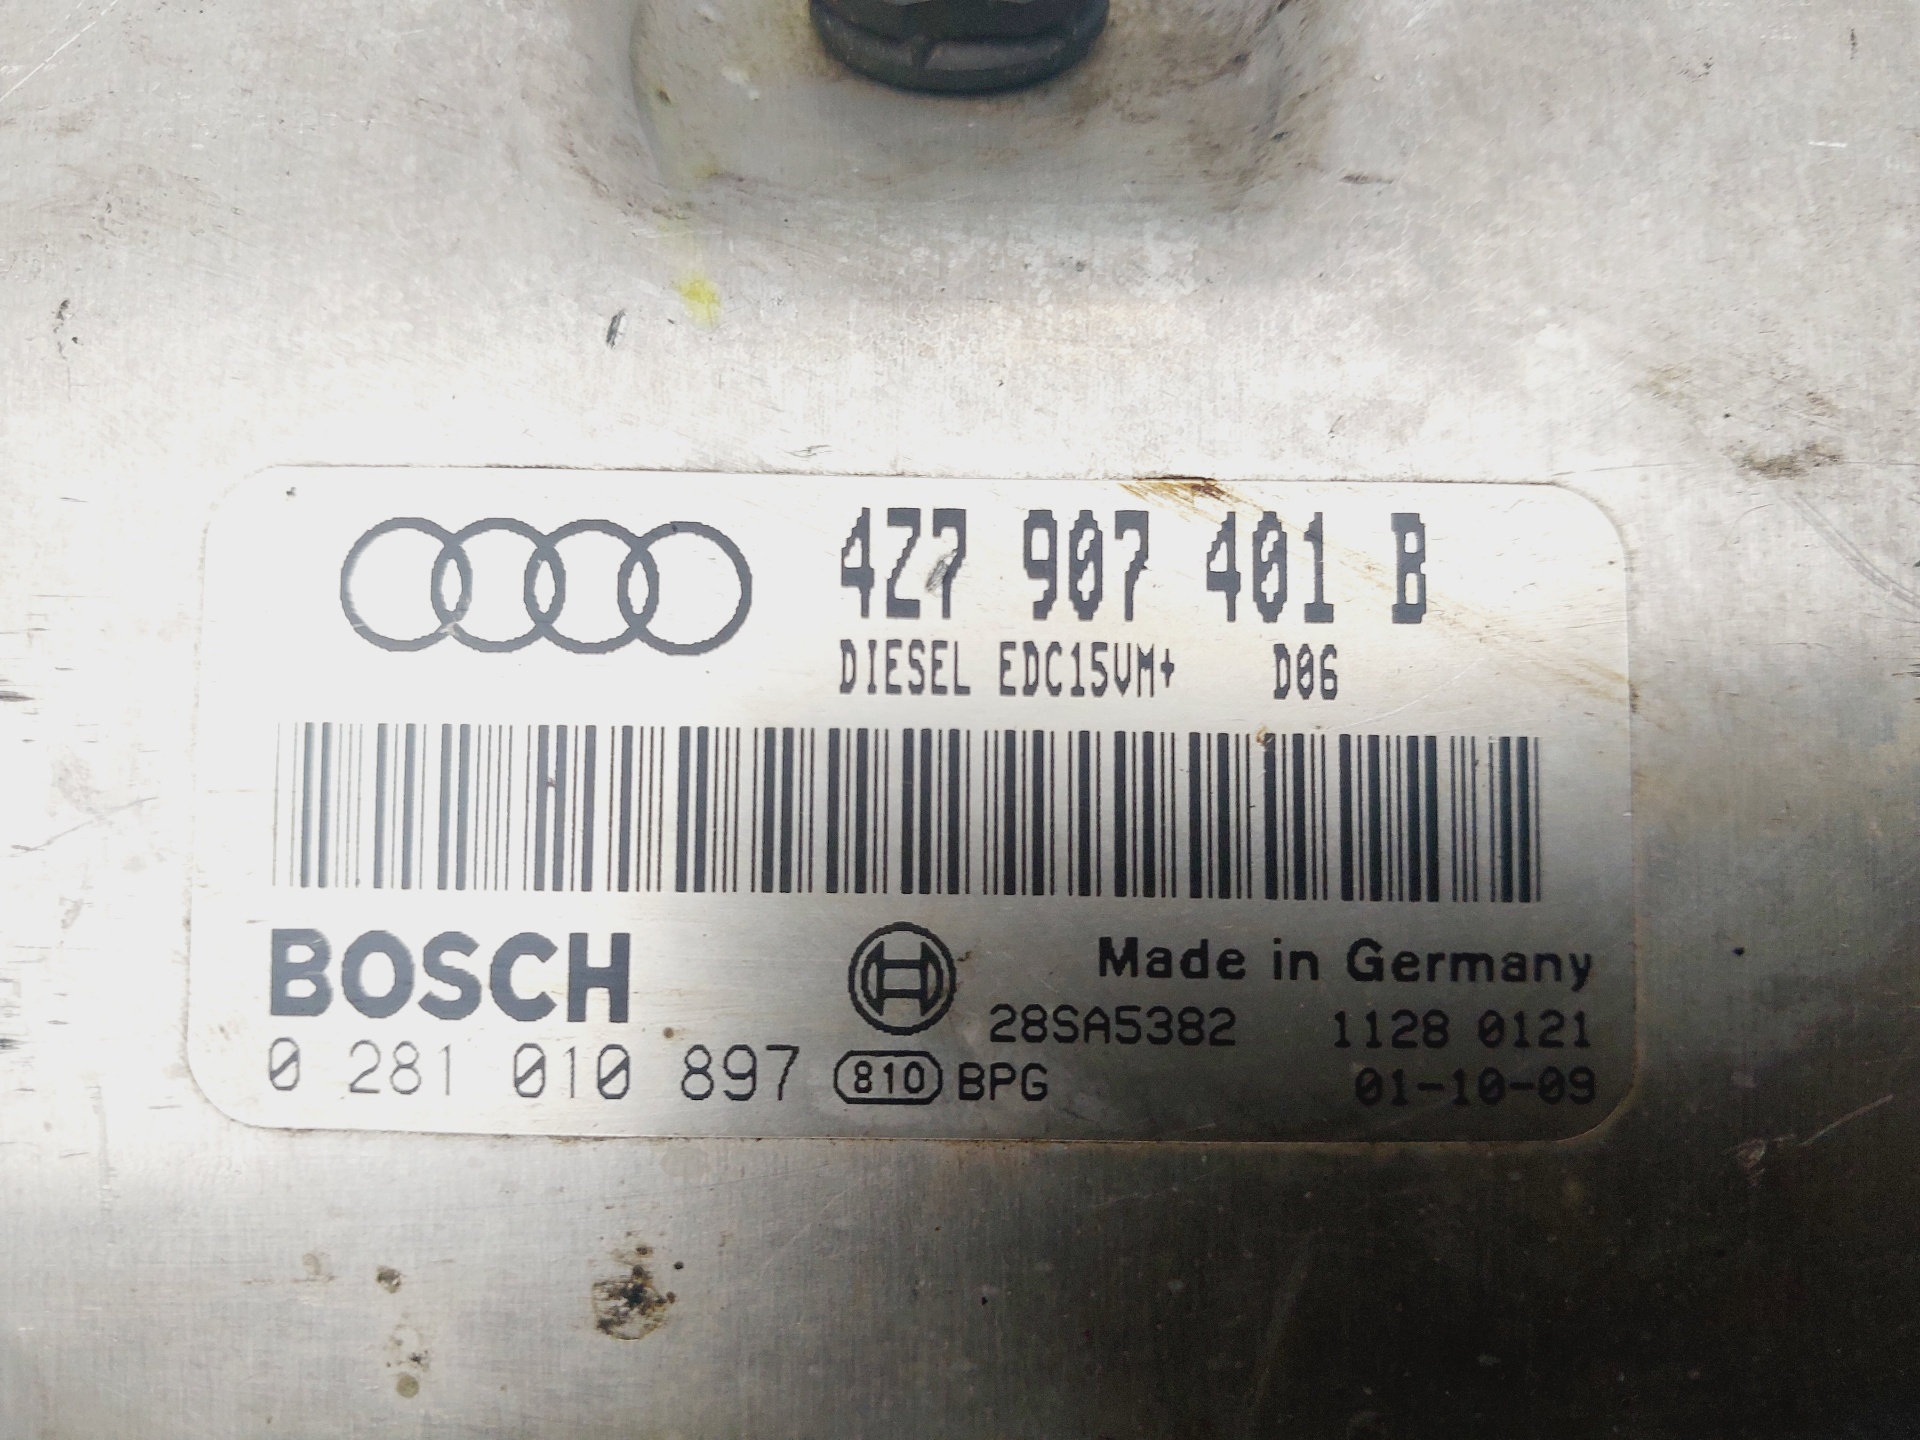 4Z7 907 401 B
DIESEL EDC15VM+ D06
BOSCH
Made in Germany
28SA5382 1128 0121
0 281 010 897 810 BPG 01-10-09